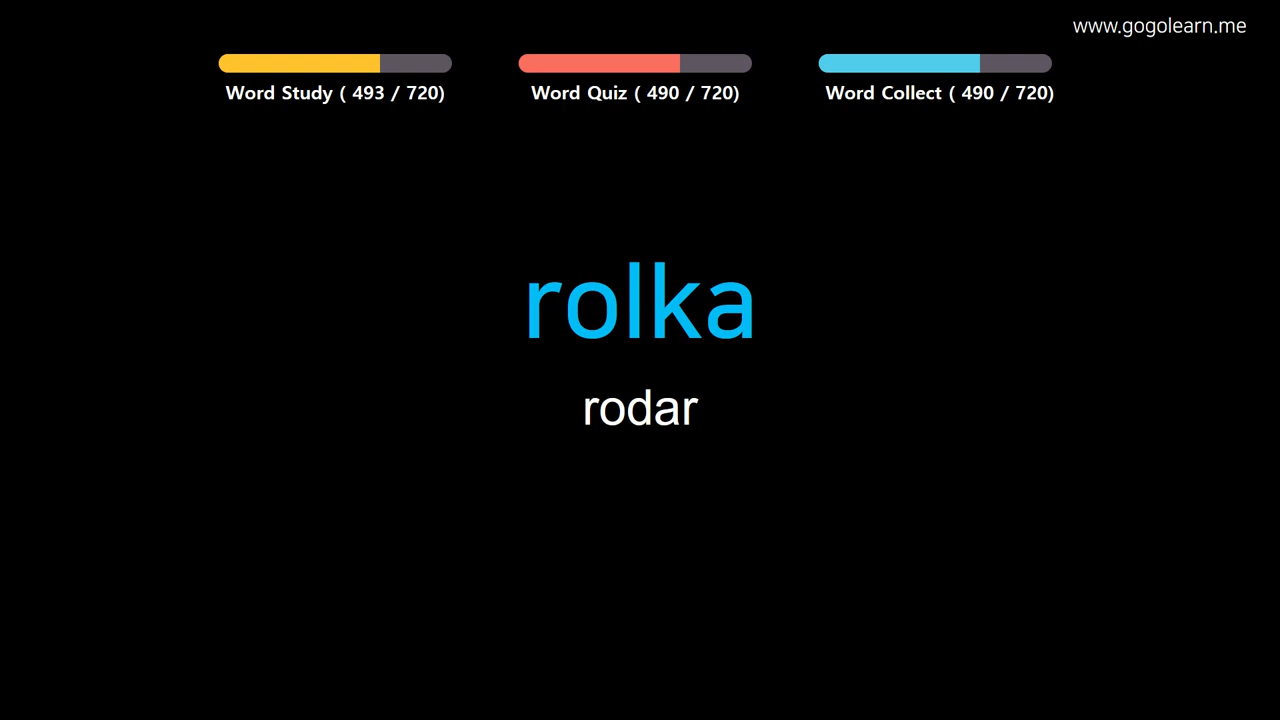 www.gogolearn.me
Word Study ( 493 / 720)
Word Quiz ( 490 / 720)
Word Collect ( 490 / 720)
rolka
rodar